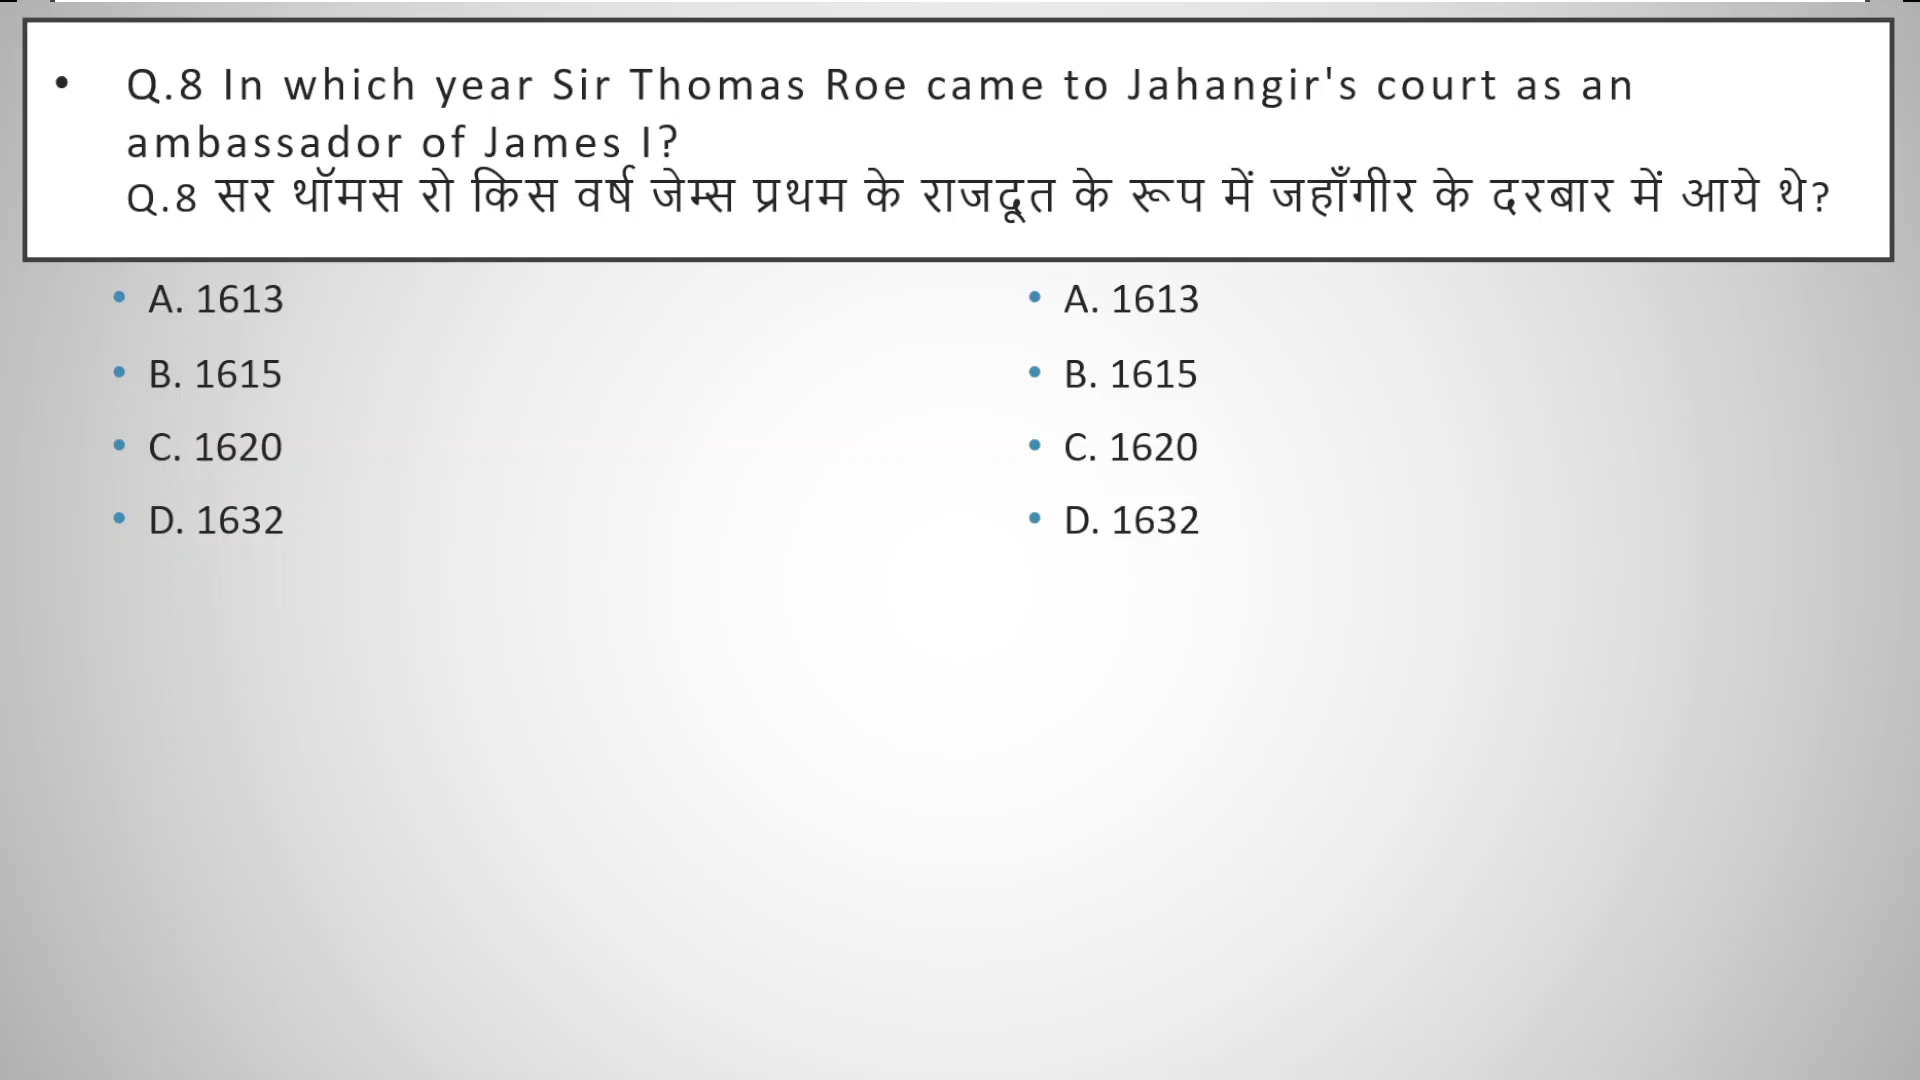 • Q.8 In which year Sir Thomas Roe came to Jahangir's court as an
ambassador of James I?
Q.8 सर थॉमस रो किस वर्ष जेम्स प्रथम के राजदूत के रूप में जहाँगीर के दरबार में आये थे?
• A. 1613
• B. 1615
• C. 1620
• D. 1632
• A. 1613
• B. 1615
• C. 1620
• D. 1632